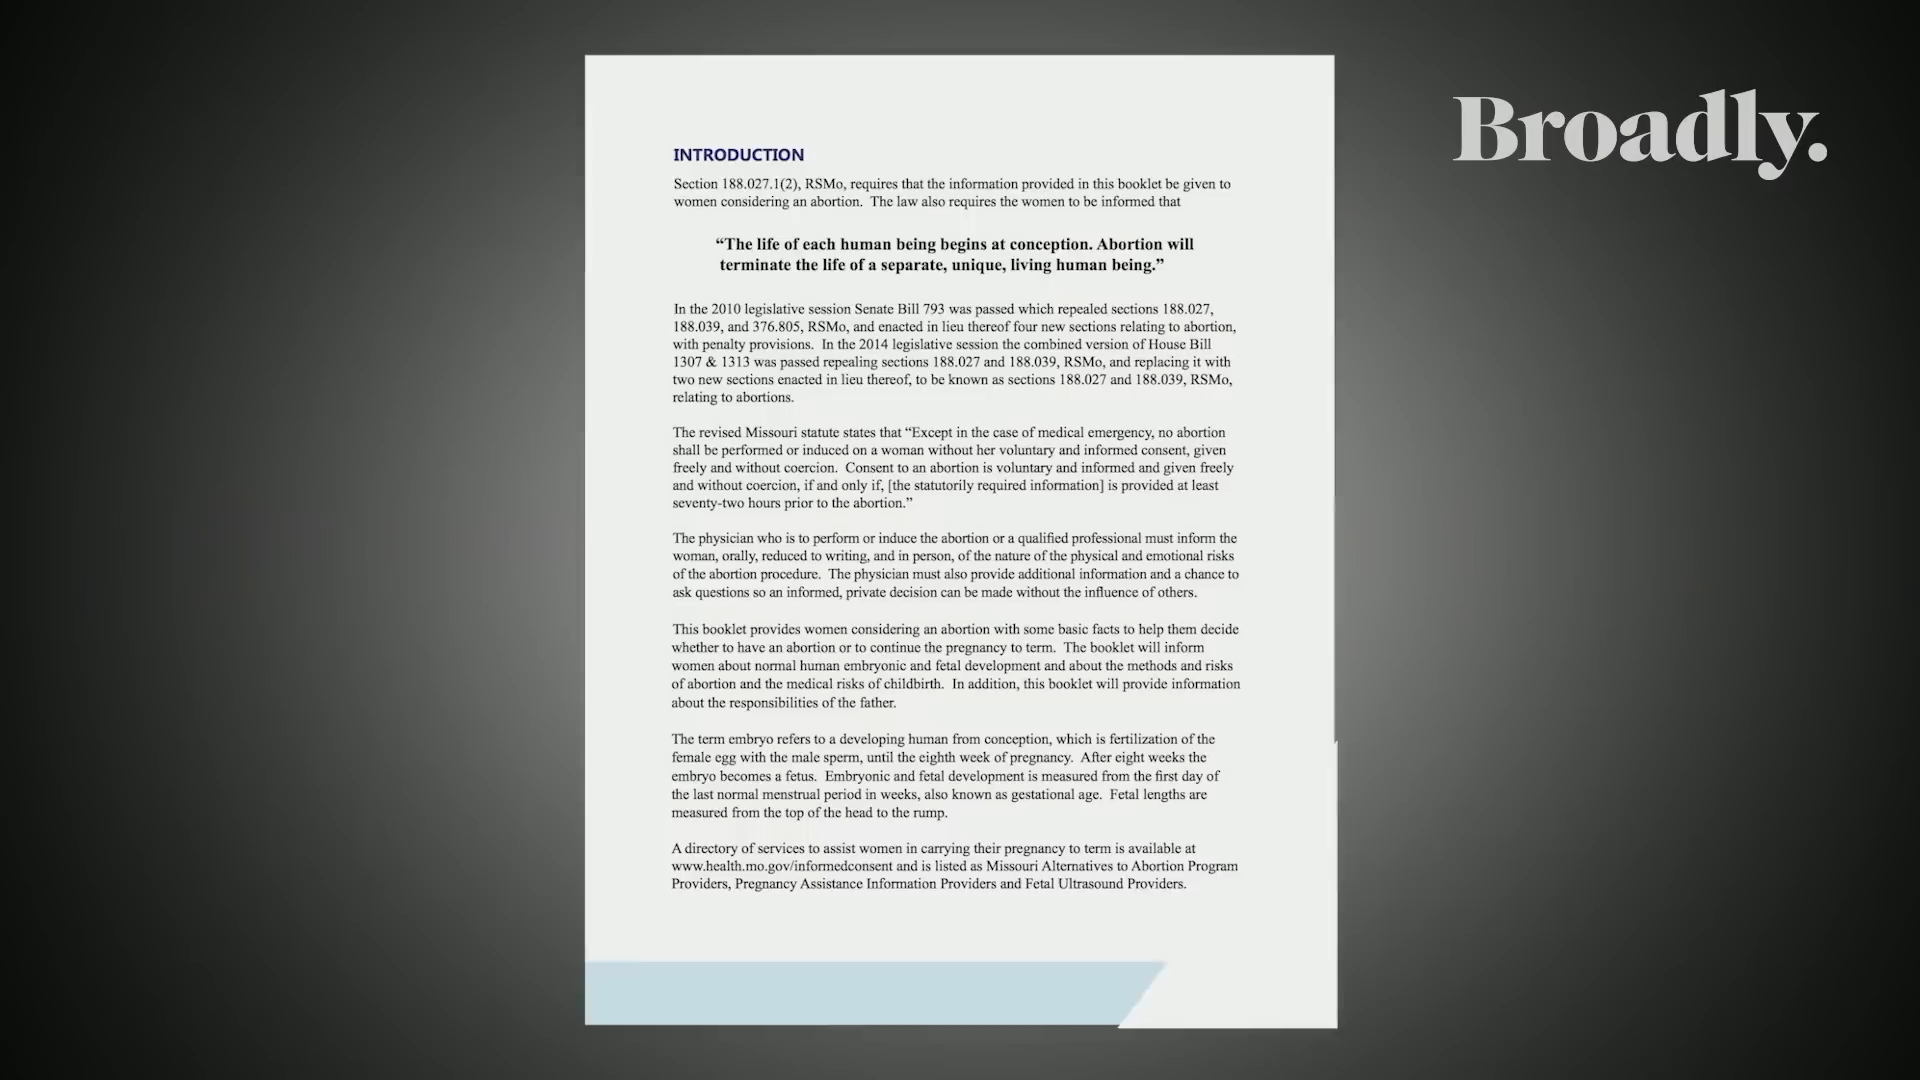 Broadly.
INTRODUCTION
Section 188.027.1(2), RSMo, requires that the information provided in this booklet be given to
women considering an abortion.  The law also requires the women to be informed that
“The life of each human being begins at conception. Abortion will
terminate the life of a separate, unique, living human being.”
In the 2010 legislative session Senate Bill 793 was passed which repealed sections 188.027,
188.039, and 376.805, RSMo, and enacted in lieu thereof four new sections relating to abortion,
with penalty provisions.  In the 2014 legislative session the combined version of House Bill
1307 & 1313 was passed repealing sections 188.027 and 188.039, RSMo, and replacing it with
two new sections enacted in lieu thereof, to be known as sections 188.027 and 188.039, RSMo,
relating to abortions.
The revised Missouri statute states that “Except in the case of medical emergency, no abortion
shall be performed or induced on a woman without her voluntary and informed consent, given
freely and without coercion.  Consent to an abortion is voluntary and informed and given freely
and without coercion, if and only if, [the statutorily required information] is provided at least
seventy-two hours prior to the abortion.”
The physician who is to perform or induce the abortion or a qualified professional must inform the
woman, orally, reduced to writing, and in person, of the nature of the physical and emotional risks
of the abortion procedure.  The physician must also provide additional information and a chance to
ask questions so an informed, private decision can be made without the influence of others.
This booklet provides women considering an abortion with some basic facts to help them decide
whether to have an abortion or to continue the pregnancy to term.  The booklet will inform
women about normal human embryonic and fetal development and about the methods and risks
of abortion and the medical risks of childbirth.  In addition, this booklet will provide information
about the responsibilities of the father.
The term embryo refers to a developing human from conception, which is fertilization of the
female egg with the male sperm, until the eighth week of pregnancy.  After eight weeks the
embryo becomes a fetus.  Embryonic and fetal development is measured from the first day of
the last normal menstrual period in weeks, also known as gestational age.  Fetal lengths are
measured from the top of the head to the rump.
A directory of services to assist women in carrying their pregnancy to term is available at
www.health.mo.gov/informedconsent and is listed as Missouri Alternatives to Abortion Program
Providers, Pregnancy Assistance Information Providers and Fetal Ultrasound Providers.